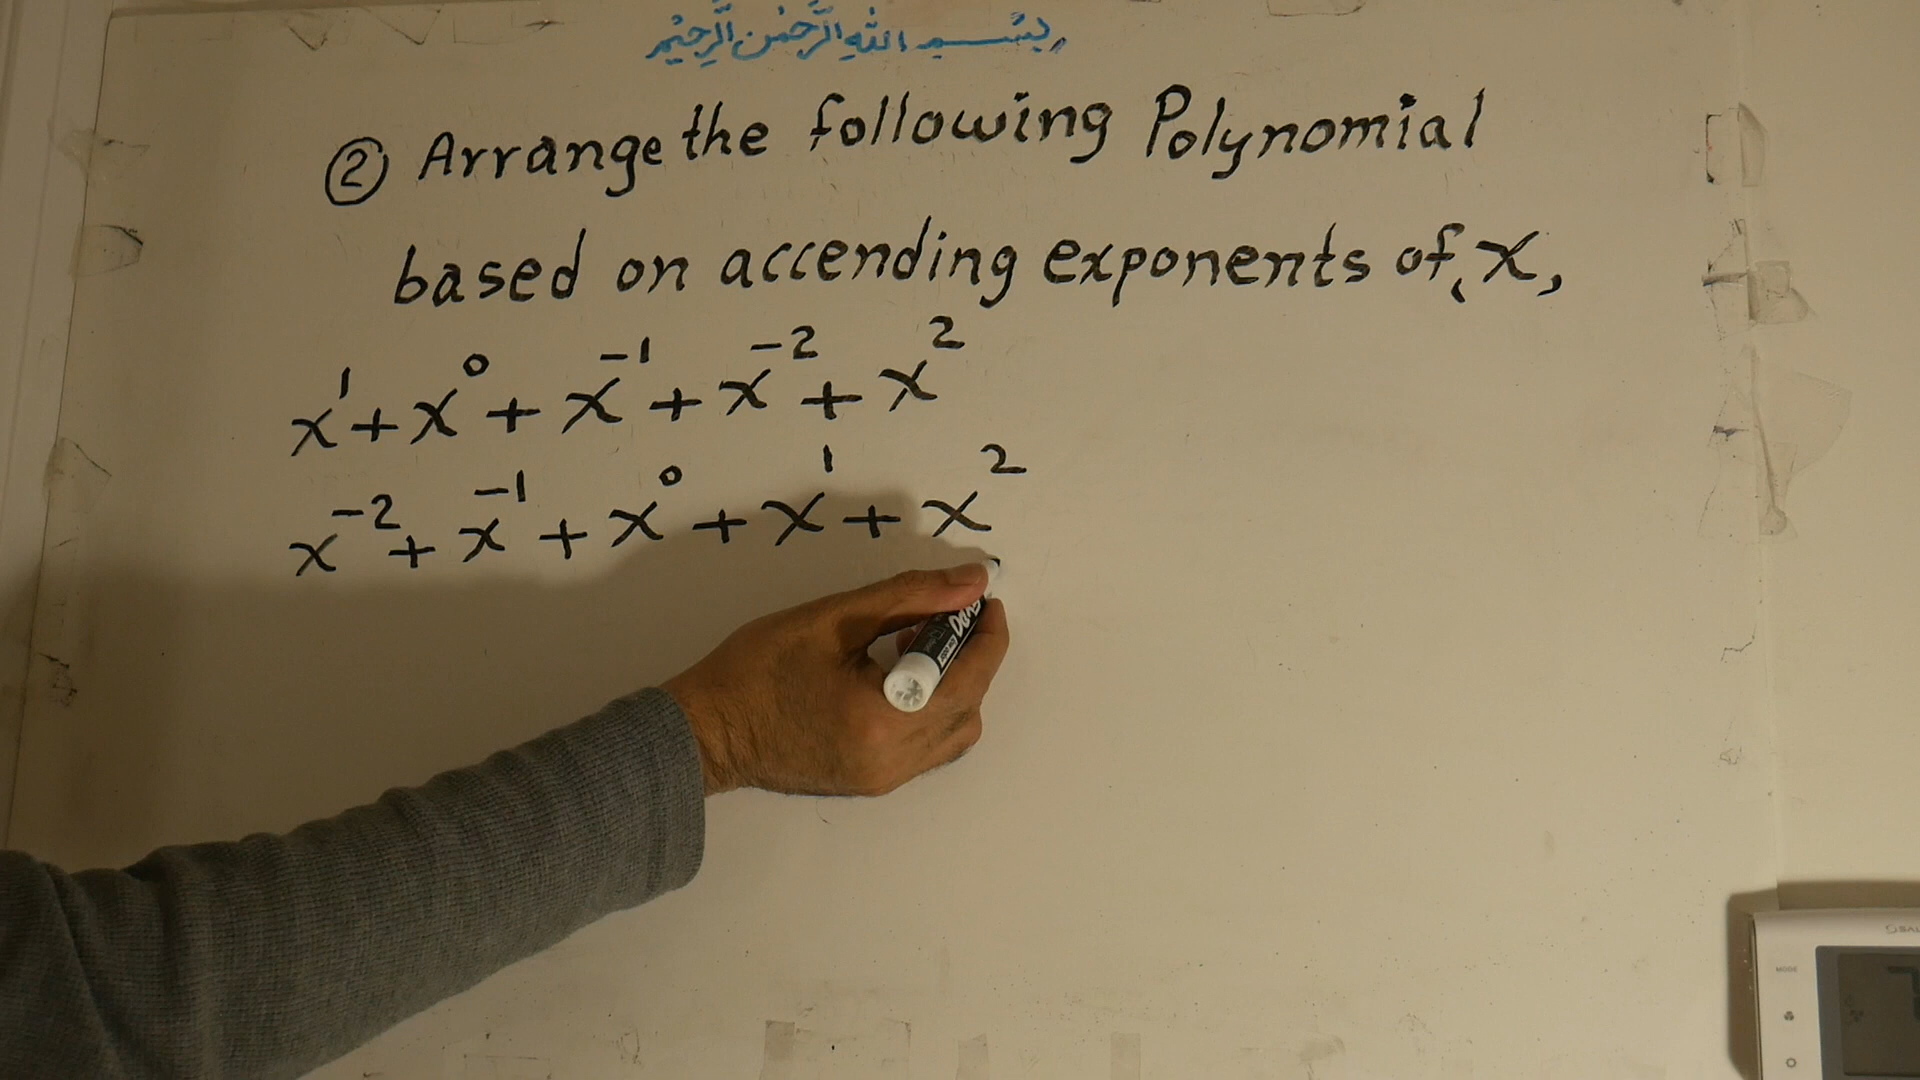 بِسْمِ اللهِ الرَّحْمٰنِ الرَّحِيْمِ
② Arrange the following Polynomial
based on accending exponents of, x,
x¹ + x⁰ + x⁻¹ + x⁻² + x²
x⁻² + x⁻¹ + x⁰ + x¹ + x²
MODE